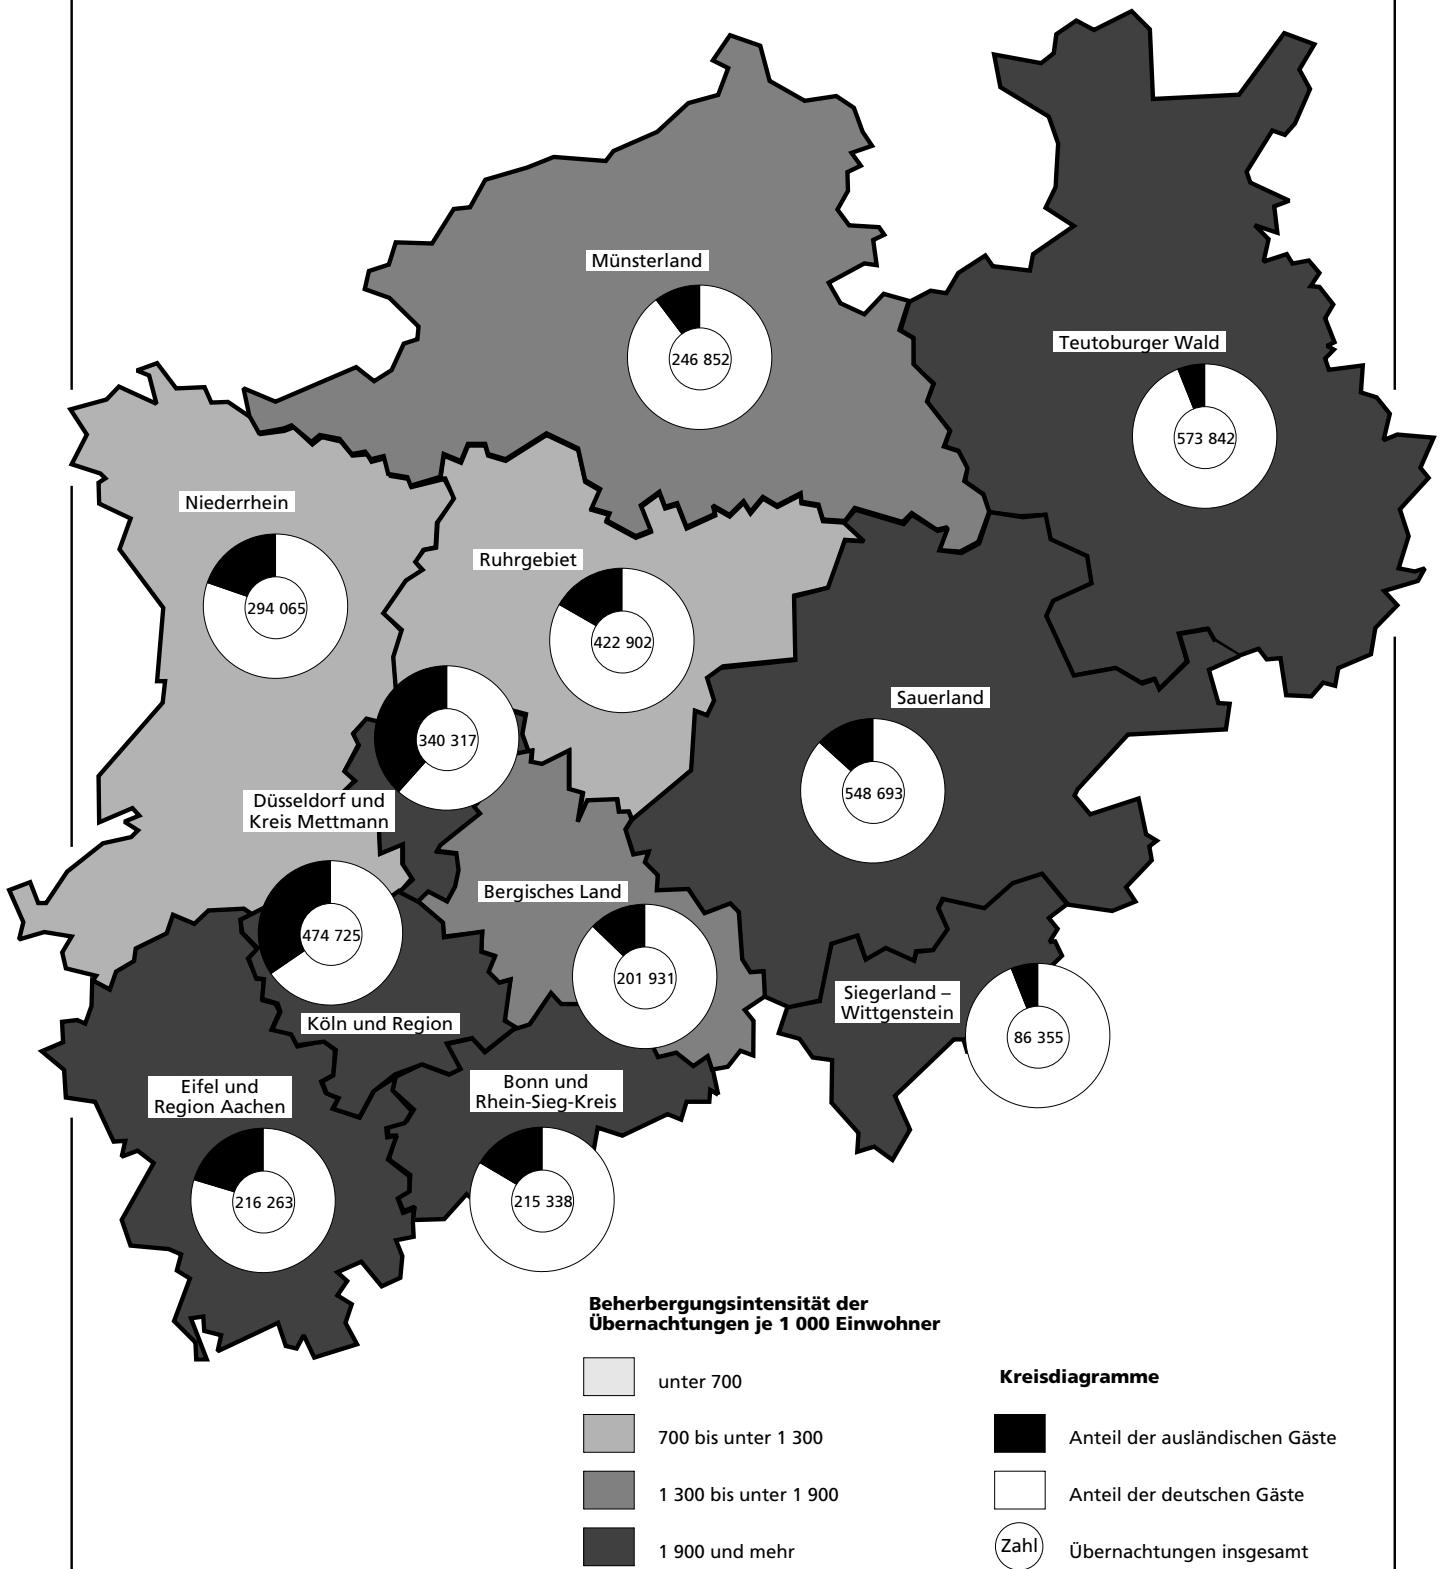 Münsterland
246 852
Teutoburger Wald
573 842
Niederrhein
294 065
Ruhrgebiet
422 902
Sauerland
548 693
340 317
Düsseldorf und
Kreis Mettmann
474 725
Köln und Region
Bergisches Land
201 931
Siegerland –
Wittgenstein
86 355
Eifel und
Region Aachen
216 263
Bonn und
Rhein-Sieg-Kreis
215 338
Beherbergungsintensität der
Übernachtungen je 1 000 Einwohner
unter 700
700 bis unter 1 300
1 300 bis unter 1 900
1 900 und mehr
Kreisdiagramme
Anteil der ausländischen Gäste
Anteil der deutschen Gäste
Zahl
Übernachtungen insgesamt